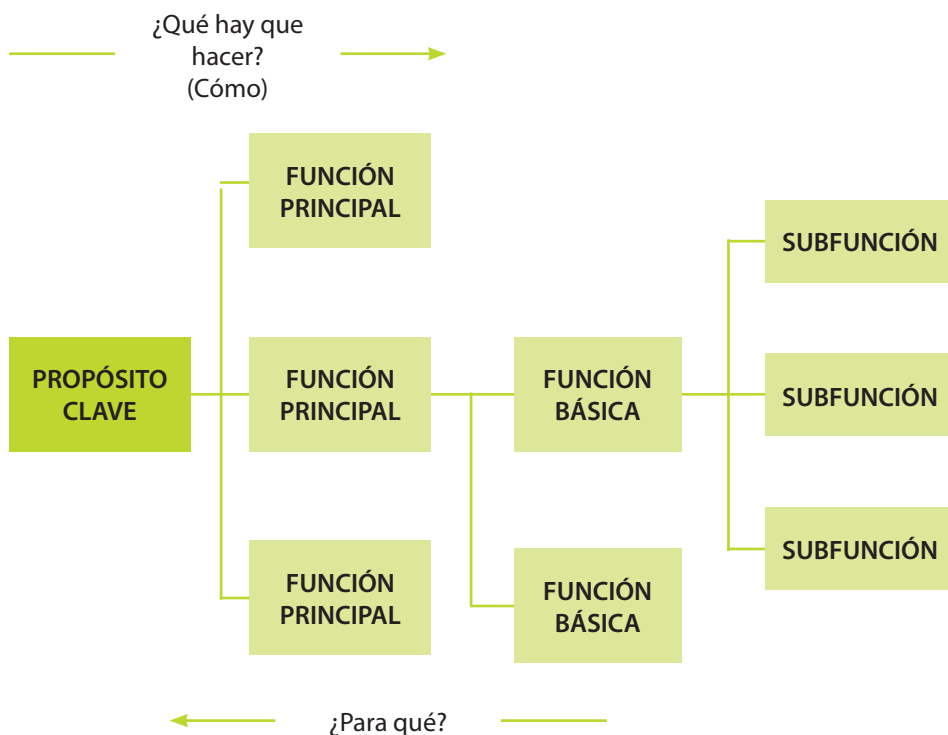 ¿Qué hay que
hacer?
(Cómo)
FUNCIÓN
PRINCIPAL
SUBFUNCIÓN
PROPÓSITO
CLAVE
FUNCIÓN
PRINCIPAL
FUNCIÓN
BÁSICA
SUBFUNCIÓN
SUBFUNCIÓN
FUNCIÓN
PRINCIPAL
FUNCIÓN
BÁSICA
¿Para qué?